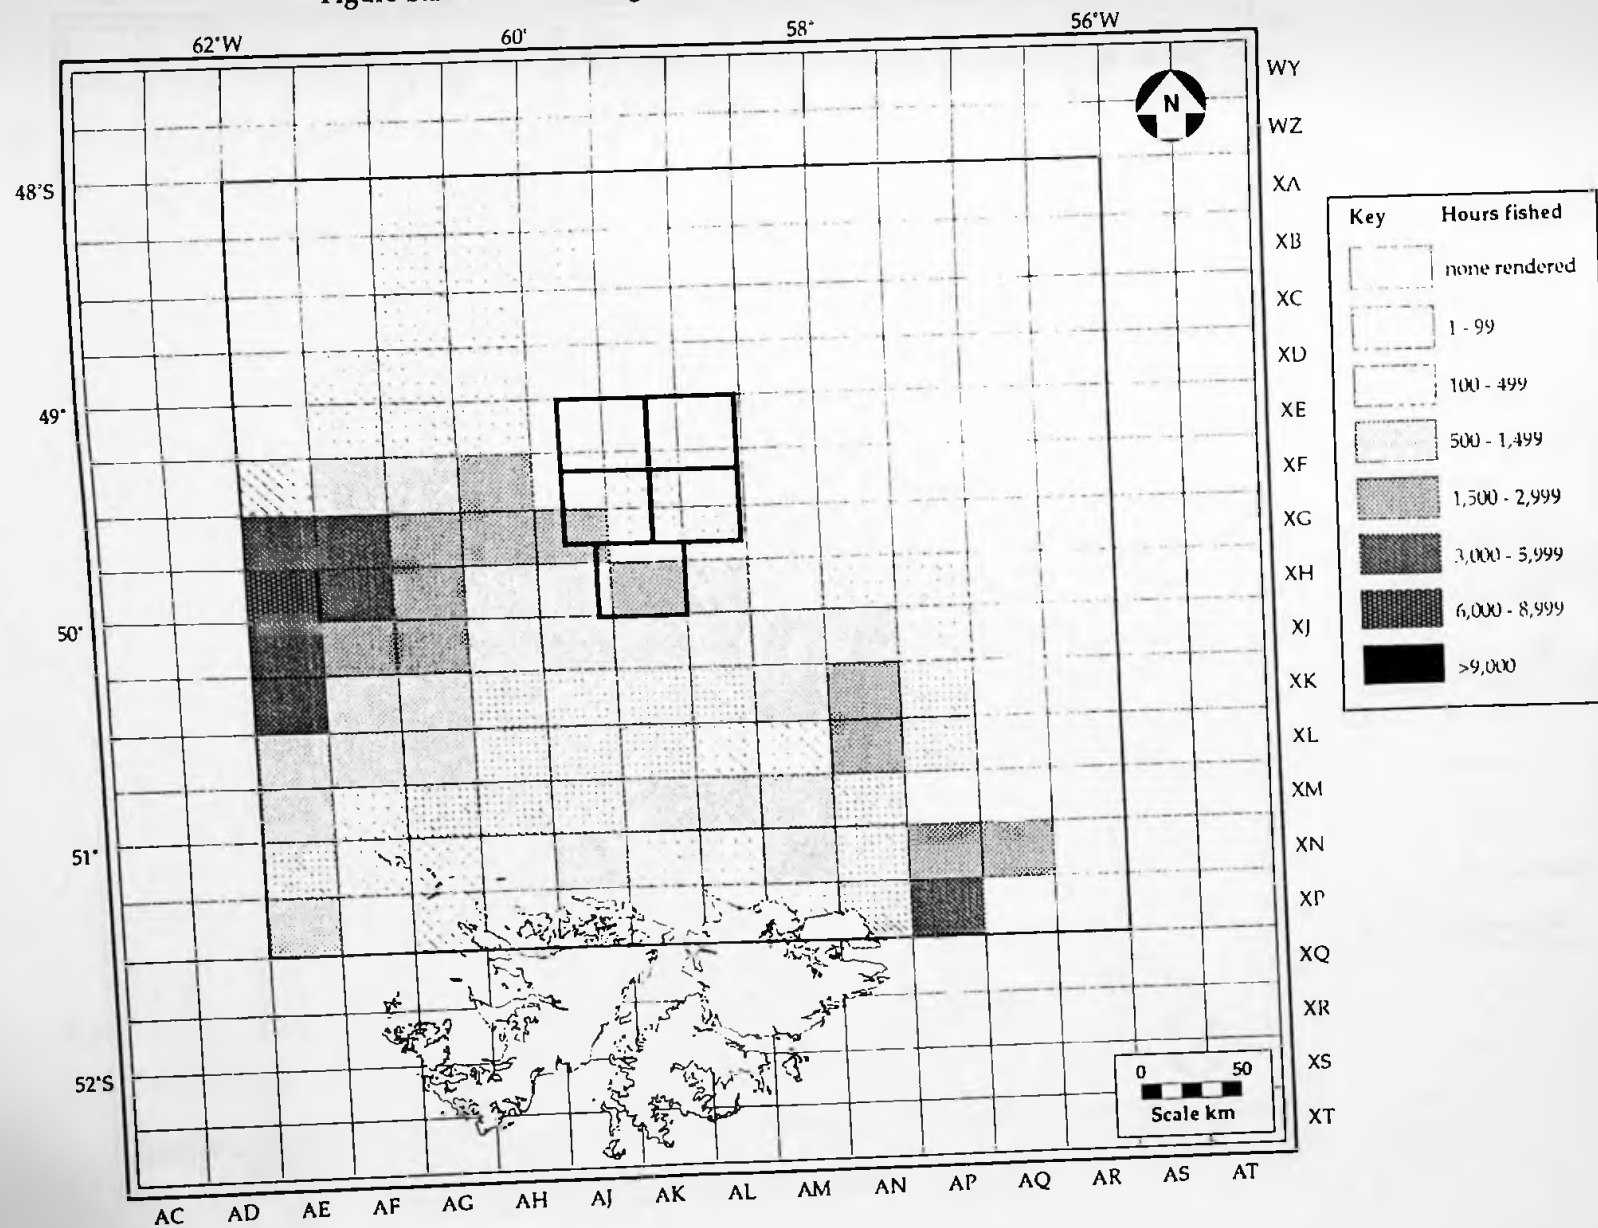 62°W 60° 58° 56°W
N
48°S
49°
50°
51°
52°S
WY
WZ
XA
XB
XC
XD
XE
XF
XG
XH
XJ
XK
XL
XM
XN
XP
XQ
XR
XS
XT
AC AD AE AF AG AH AJ AK AL AM AN AP AQ AR AS AT
0 50
Scale km
Key Hours fished
none rendered
1 - 99
100 - 499
500 - 1,499
1,500 - 2,999
3,000 - 5,999
6,000 - 8,999
>9,000